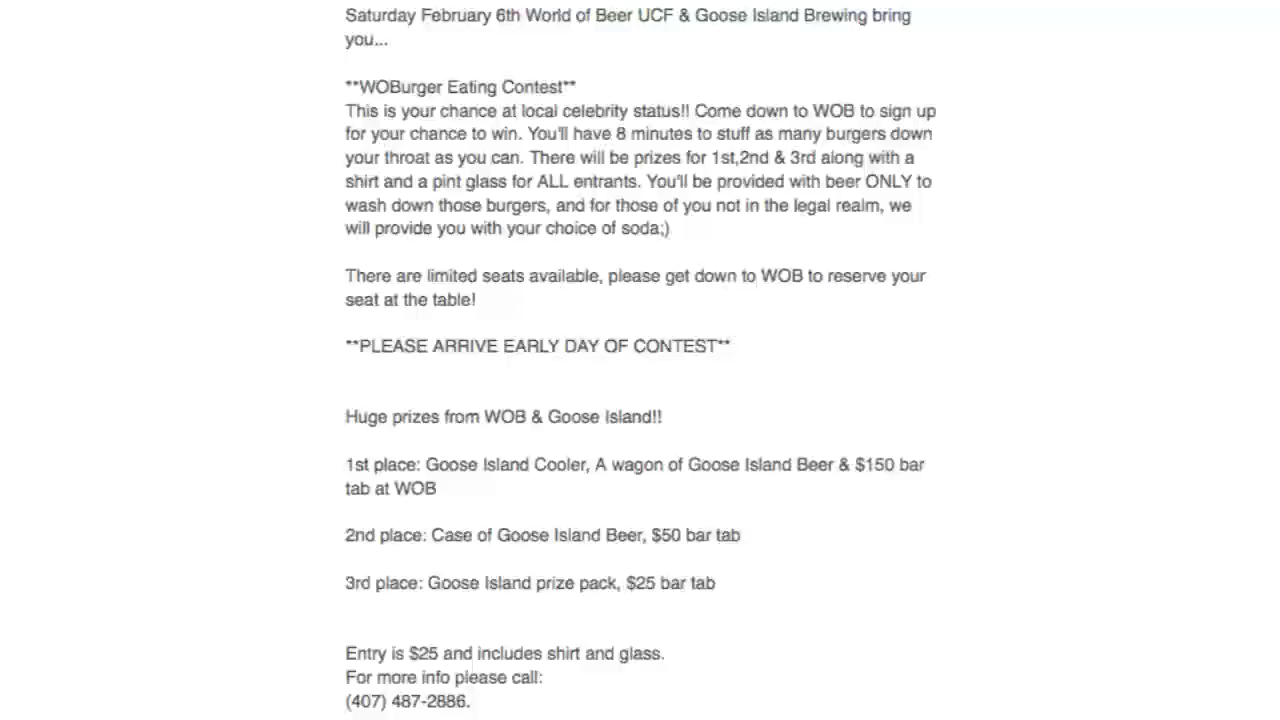 Saturday February 6th World of Beer UCF & Goose Island Brewing bring
you...
**WOBurger Eating Contest**
This is your chance at local celebrity status!! Come down to WOB to sign up
for your chance to win. You'll have 8 minutes to stuff as many burgers down
your throat as you can. There will be prizes for 1st,2nd & 3rd along with a
shirt and a pint glass for ALL entrants. You'll be provided with beer ONLY to
wash down those burgers, and for those of you not in the legal realm, we
will provide you with your choice of soda;)
There are limited seats available, please get down to WOB to reserve your
seat at the table!
**PLEASE ARRIVE EARLY DAY OF CONTEST**
Huge prizes from WOB & Goose Island!!
1st place: Goose Island Cooler, A wagon of Goose Island Beer & $150 bar
tab at WOB
2nd place: Case of Goose Island Beer, $50 bar tab
3rd place: Goose Island prize pack, $25 bar tab
Entry is $25 and includes shirt and glass.
For more info please call:
(407) 487-2886.